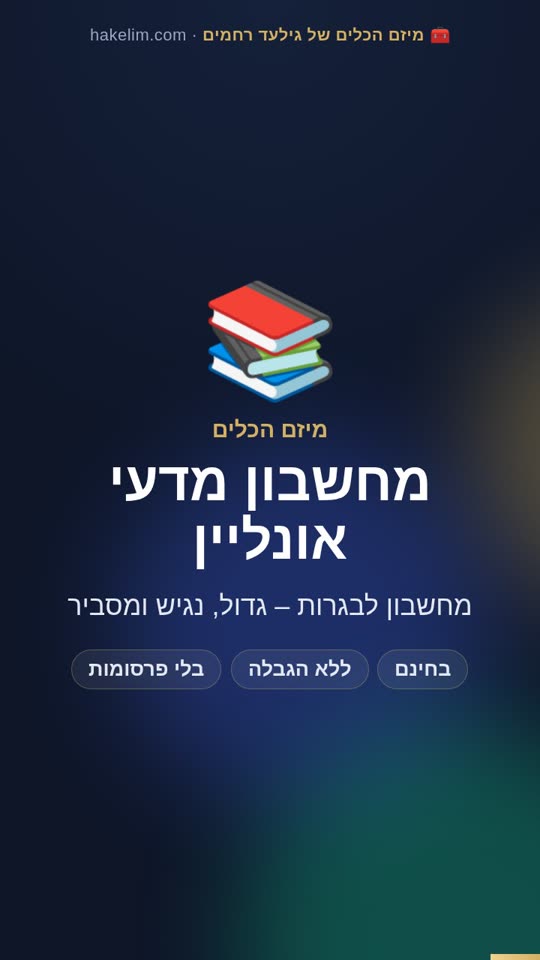 🧰 מיזם הכלים של גילעד רחמים · hakelim.com
מיזם הכלים
מחשבון מדעי
אונליין
מחשבון לבגרות – גדול, נגיש ומסביר
בחינם
ללא הגבלה
בלי פרסומות